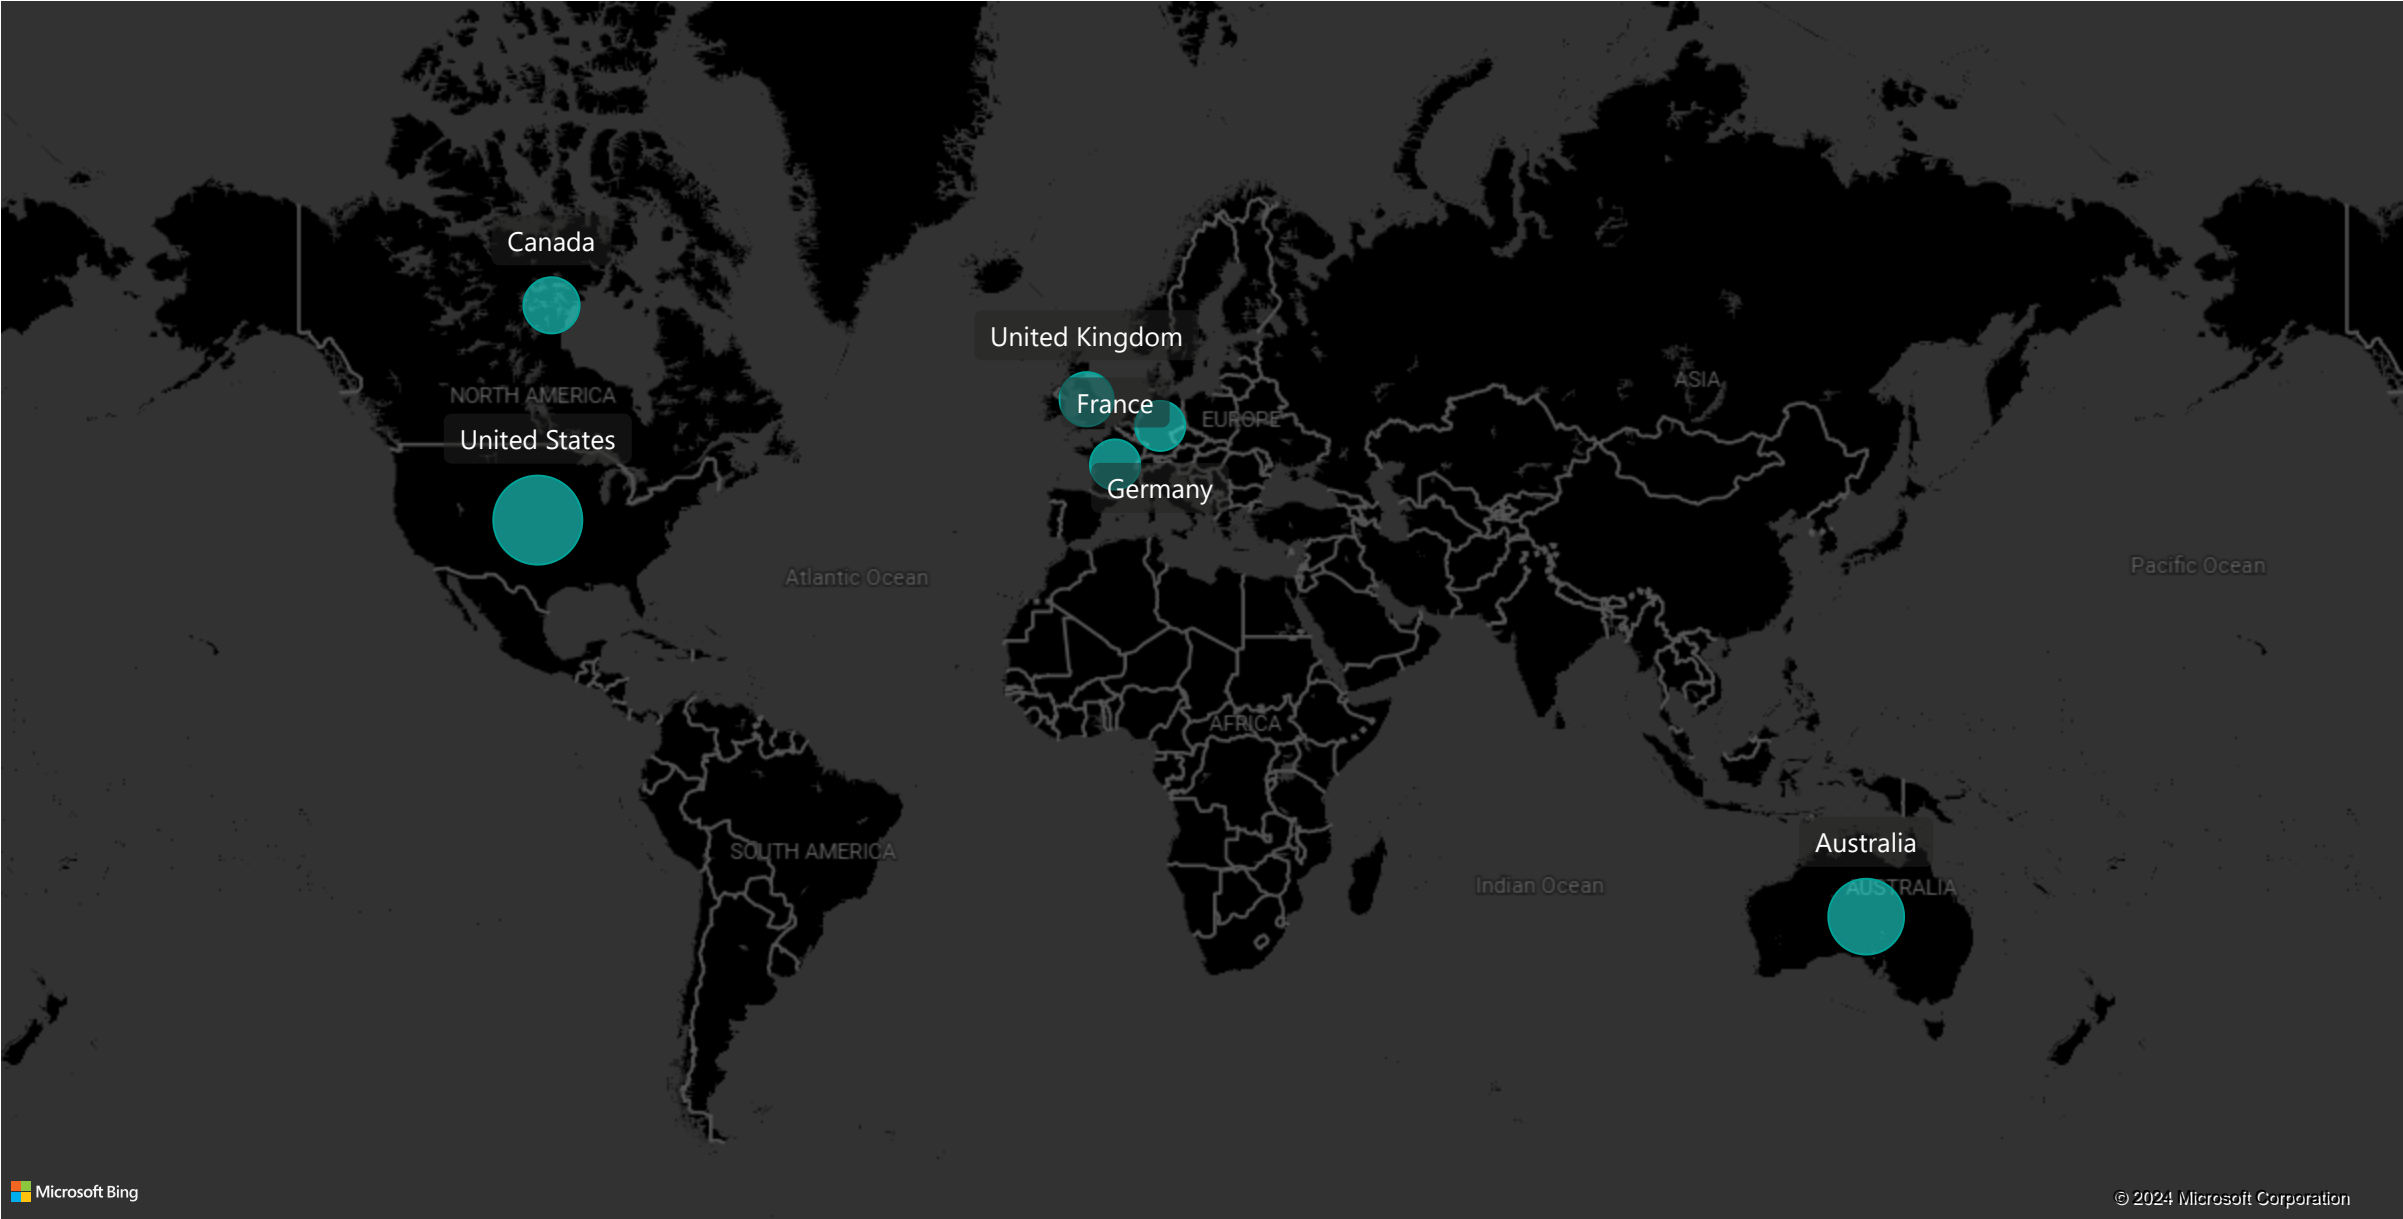 Canada
United Kingdom
ASIA
NORTH AMERICA
France
EUROPE
United States
Germany
Atlantic Ocean
Pacific Ocean
AFRICA
SOUTH AMERICA
Australia
Indian Ocean
AUSTRALIA
Microsoft Bing
© 2024 Microsoft Corporation